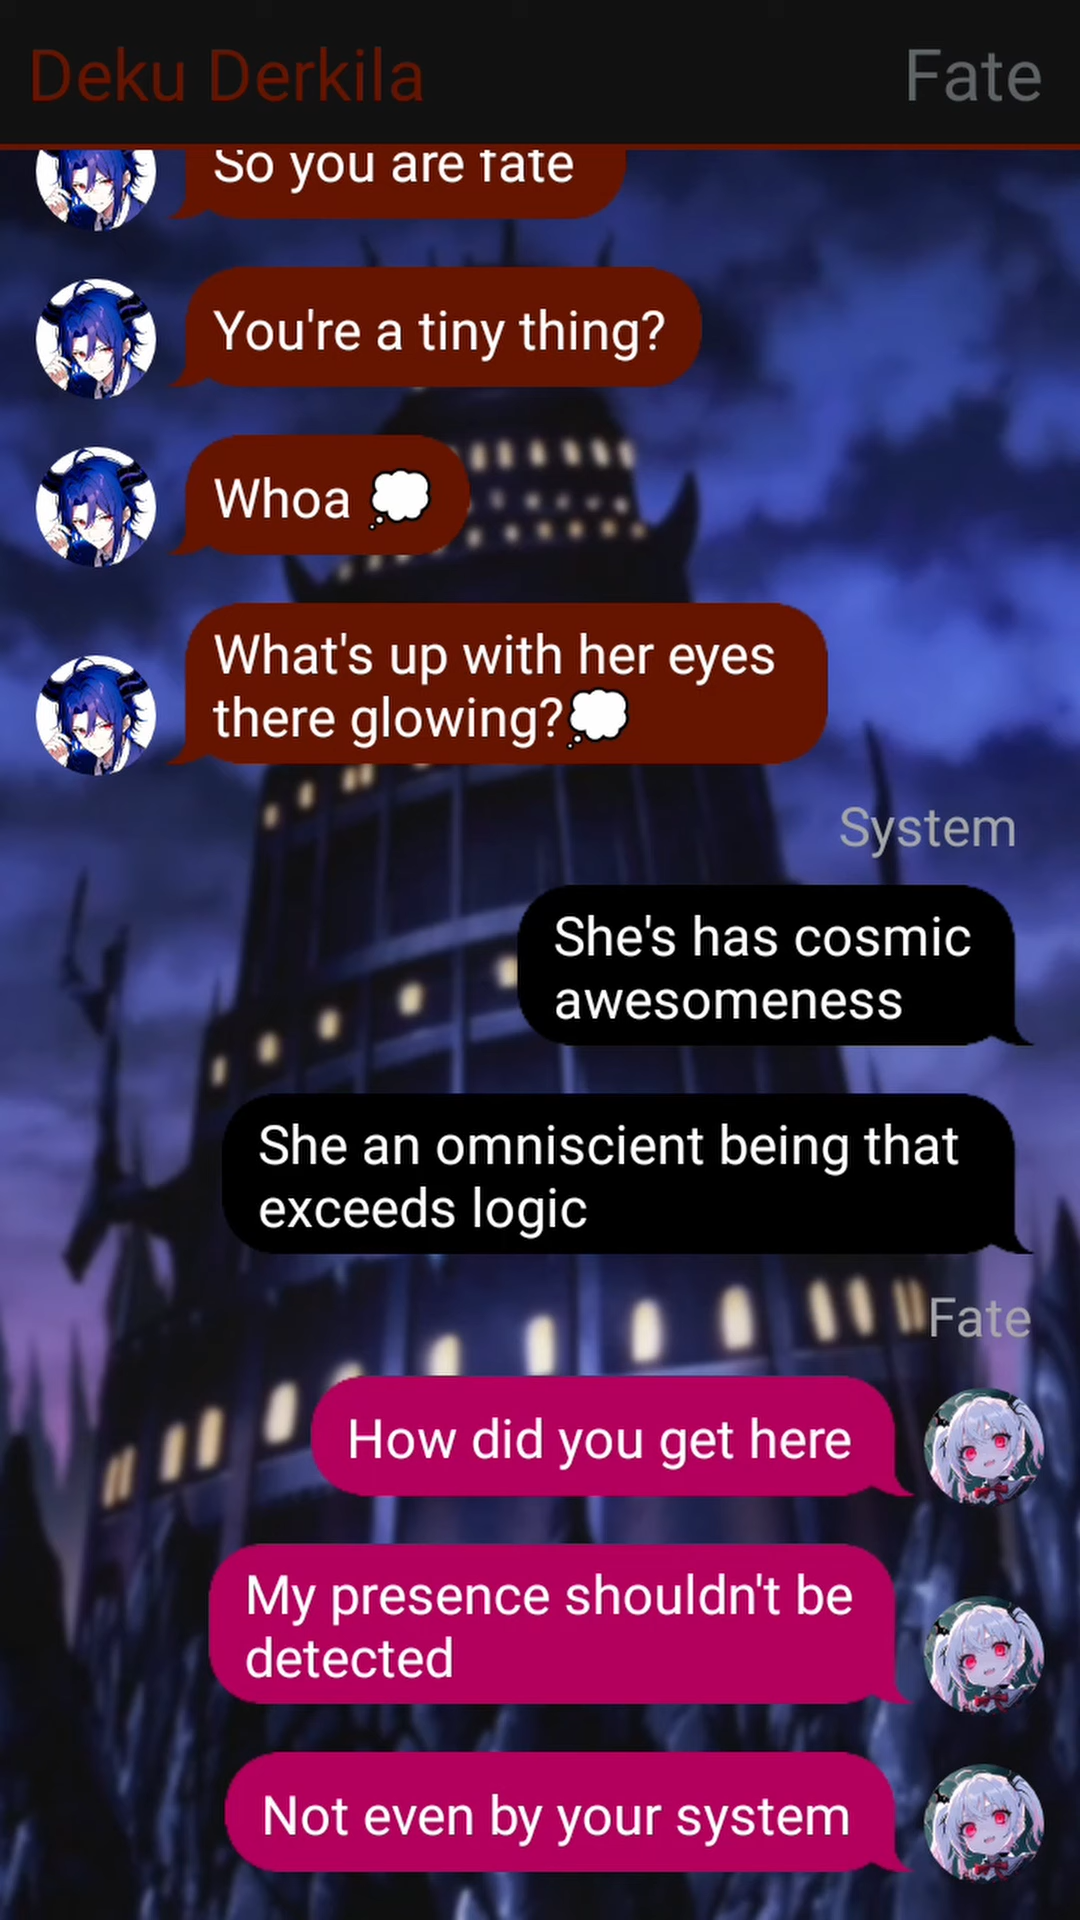 Deku Derkila
Fate
So you are fate
You're a tiny thing?
Whoa 💭
What's up with her eyes
there glowing?💭
System
She's has cosmic
awesomeness
She an omniscient being that
exceeds logic
Fate
How did you get here
My presence shouldn't be
detected
Not even by your system